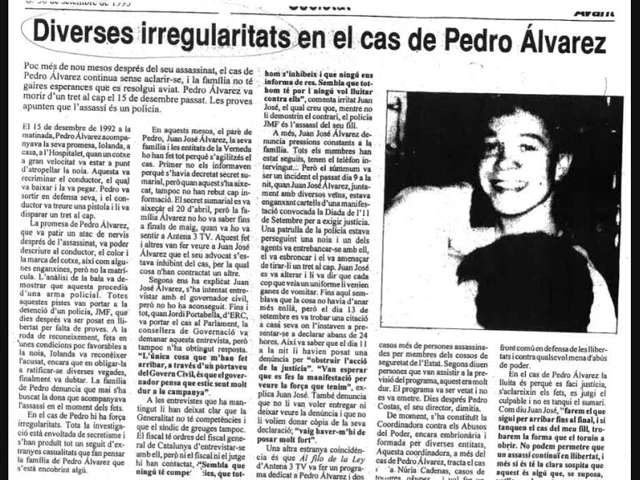 30 de setembre de 1993
Societat
Avant
Diverses irregularitats en el cas de Pedro Álvarez
Poc més de nou mesos després del seu assassinat, el cas de
Pedro Álvarez continua sense aclarir-se, i la família no té
gaires esperances que es resolgui aviat. Pedro Álvarez va
morir d'un tret al cap el 15 de desembre passat. Les proves
apunten que l'assassí és un policia.
El 15 de desembre de 1992 a la
matinada, Pedro Álvarez acompa-
nyava la seva promesa, Iolanda, a
casa, a l'Hospitalet, quan un cotxe
a gran velocitat va estar a punt
d'atropellar la noia. Aquesta va
recriminar el conductor, el qual
va baixar i la va pegar. Pedro va
sortir en defensa seva, i el con-
ductor va treure una pistola i li va
disparar un tret al cap.
La promesa de Pedro Álvarez,
que va patir un atac de nervis
després de l'assassinat, va poder
descriure al conductor, el color i
la marca del cotxe, així com algu-
nes enganxines, però no la matrí-
cula. L'anàlisi de la bala va de-
mostrar que aquesta procedia
d'una arma policial. Totes
aquestes pistes van portar a la
detenció d'un policia, JMF, que
dies després va ser posat en lli-
bertat per falta de proves. A la
roda de reconeixement, feta en
unes condicions poc favorables a
la noia, Iolanda va reconèixer
l'acusat, encara que en obligar-la
a ratificar-se diverses vegades,
finalment va dubtar. La família
de Pedro denuncia que mai s'ha
buscat la dona que acompanyava
l'assassí en el moment dels fets.
En el cas de Pedro hi ha força
irregularitats. Tota la investiga-
ció està envoltada de secretisme i
s'han produït tot un seguit d'ex-
tranyes casualitats que fan pensar
la família de Pedro Álvarez que
s'està encobrint algú.
En aquests mesos, el pare de
Pedro, Juan José Álvarez, la seva
família i les entitats de la Verneda
ho han fet tot perquè s'agilitzés el
cas. Primer no els informaven
perquè s'havia decretat secret su-
marial, però quan aquest s'ha aixe-
cat, tampoc no han rebut cap in-
formació. El secret sumarial es va
aixecar el 20 d'abril, però la fa-
mília Álvarez no ho va saber fins
a finals de maig, quan ho va
sentir a Antena 3 TV. Aquest fet
i altres van fer veure a Juan José
Álvarez que el seu advocat s'es-
tava inhibint del cas, per la qual
cosa n'han contractat un altre.
Segons ens ha explicat Juan
José Álvarez, s'ha intentat entre-
vistar amb el governador civil,
però no ho ha aconseguit. Fins i
tot, quan Jordi Portabella, d'ERC,
va portar el cas al Parlament, la
consellera de Governació va
demanar aquesta entrevista, però
tampoc n'ha obtingut resposta.
"L'única cosa que m'han fet
arribar, a través d'un portaveu
del Govern Civil, és que el gover-
nador pensa que estic sent molt
dur a la campanya".
Les entrevistes que ha man-
tingut li han deixat clar que la
Generalitat no té competències i
que el síndic de greuges tampoc.
El fiscal té ordres del fiscal general
de Catalunya d'entrevistar-se
amb ell, però ni el fiscal ni el jutge
hi han contactat, "Sembla que
ningú té compe
hom s'inhibeix i que ningú ens
informa de res. Sembla que tot-
hom té por i ningú vol lluitar
contra ells", comenta irritat Juan
José, el qual creu que, mentre no
li demostrin el contrari, el policia
JMF és l'assassí del seu fill.
A més, Juan José Álvarez de-
nuncia pressions constants a la
família. Tots els membres han
estat seguits, tenen el telèfon in-
tervingut... Però el súmmum va
ser un incident el passat dia 9 a la
nit, quan Juan José Álvarez, junta-
ment amb diversos veïns, estava
enganxant cartells d'una manifes-
tació convocada la Diada de l'11
de Setembre per a exigir justícia.
Una patrulla de la policia estava
perseguint una noia i un dels
agents va entrebancar-se amb ell,
el va esbroncar i el va amenaçar
de tirar-li un tret al cap. Juan José
es va alterar i li va dir que cada
cop que veia un uniforme li venien
ganes de vomitar. Fins aquí sem-
blava que la cosa no havia d'anar
més enllà, però el dia 13 de se-
tembre es va trobar una citació a
casa seva on l'instaven a presen-
tar-se a declarar abans de 24
hores. Així va saber que el dia 11
a la nit li havien posat una
denúncia per "obstruir l'acció
de la justícia". "Van esperar
que es fes la manifestació per
veure la força que tenim", ex-
plica Juan José. També denuncia
que no li van voler entregar ni
deixar veure la denúncia i que no
li volien donar còpia de la seva
declaració; "vaig haver-m'hi de
posar molt fort".
Una altra estranya coincidèn-
cia és que Al filo de la Ley
d'Antena 3 TV va fer un programa
dedicat a Pedro Álvarez i dos
casos més de persones assassinades
per membres dels cossos de
seguretat de l'Estat. Segons diuen
persones que van assistir a la
previsió del programa, aquest era molt
dur. El programa va ser vetat i no
es va emetre. Dies després Pedro
Costas, el seu director, dimitia.
De moment, s'ha constituït la
Coordinadora contra els Abusos
del Poder, encara embrionària i
formada per diverses entitats,
Aquesta coordinadora, a més del
cas de Pedro Álvarez, tracta el cas
Núria Cadenas, casos de
front comú en defensa de les lliber-
tats i contra qualsevol mena d'abús
de poder.
En el cas de Pedro Álvarez la
lluita és perquè es faci justícia,
s'aclareixin els fets, es jutgi el
culpable i no es tanqui el sumari.
Com diu Juan José, "farem el que
sigui per arribar fins al final, i si
tanquen el cas del meu fill, tro-
barem la forma que el tornin a
obrir. No podem permetre que
un assassí continuï en llibertat, i
més si és té la clara sospita que
aquest és algú que, se suposa,